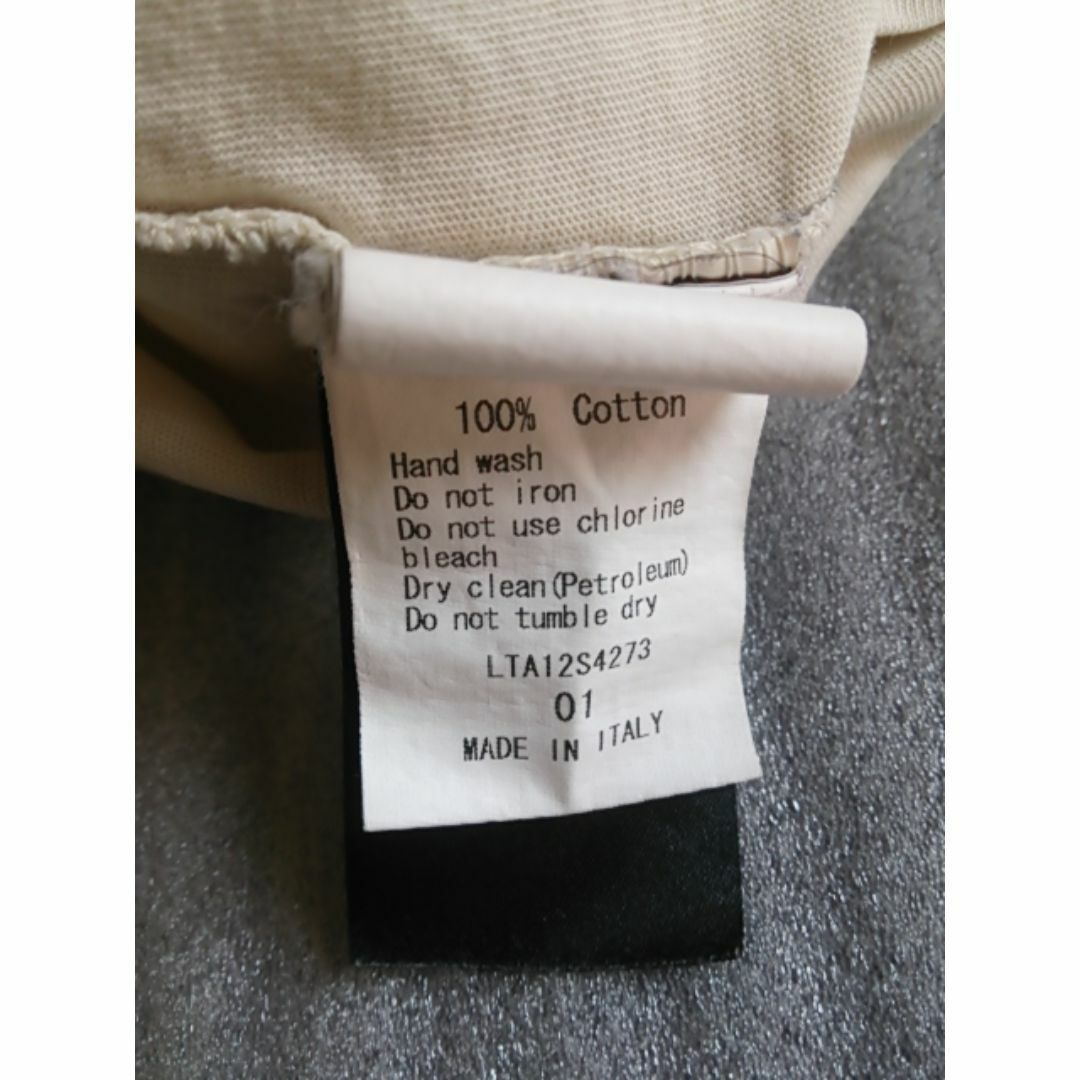 100% Cotton
Hand wash
Do not iron
Do not use chlorine
bleach
Dry clean(Petroleum)
Do not tumble dry
LTA12S4273
01
MADE IN ITALY